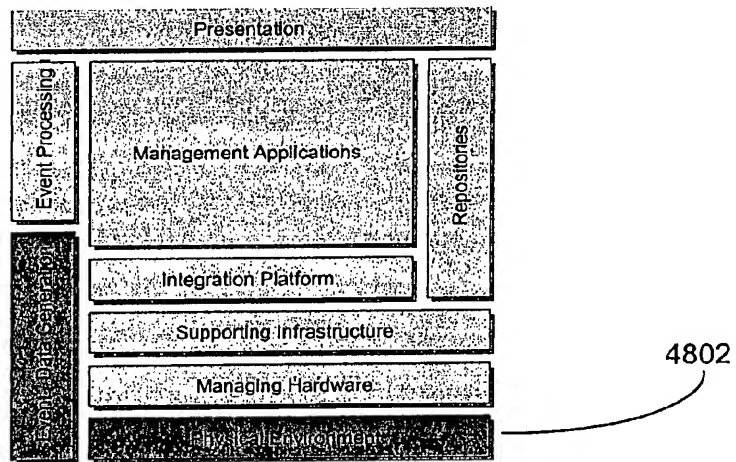 Presentation
Event Processing
Management Applications
Repositories
Event / Data Generation
Integration Platform
Supporting Infrastructure
Managing Hardware
Physical Environment
4802